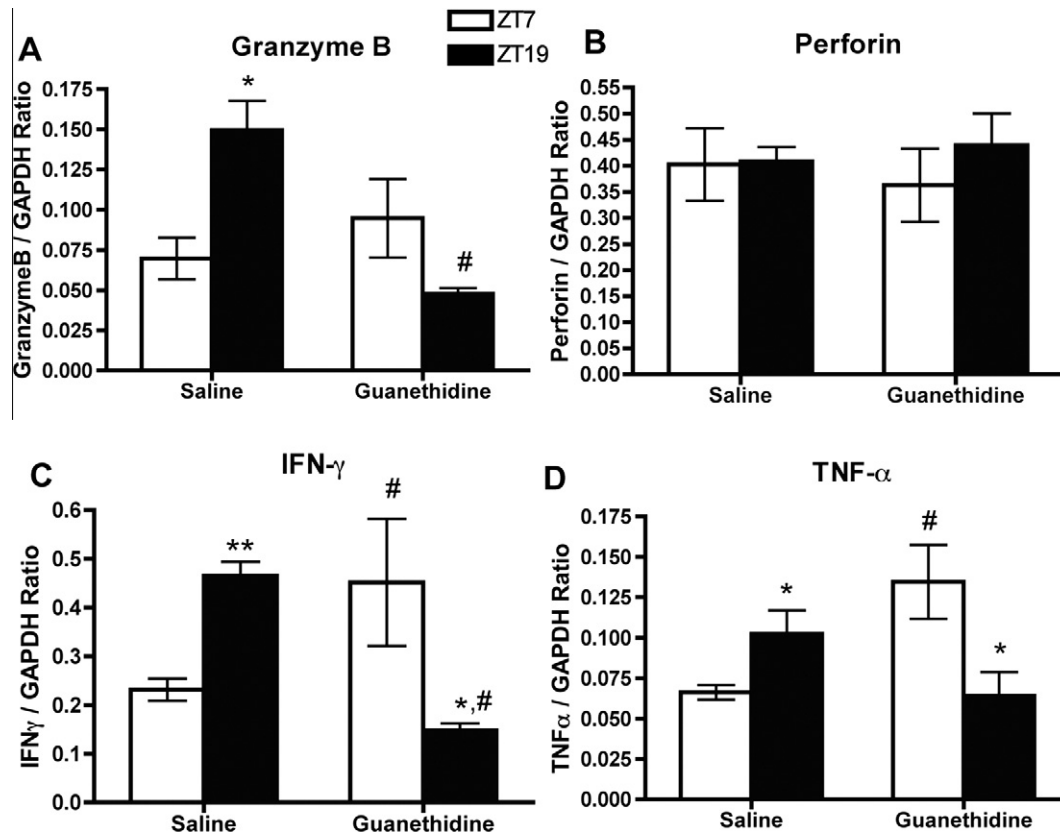 A
Granzyme B
ZT7
ZT19
GranzymeB / GAPDH Ratio
0.175
0.150
0.125
0.100
0.075
0.050
0.025
0.000
*
#
Saline
Guanethidine
B
Perforin
Perforin / GAPDH Ratio
0.55
0.50
0.45
0.40
0.35
0.30
0.25
0.20
0.15
0.10
0.05
0.00
Saline
Guanethidine
C
IFN-γ
IFNγ / GAPDH Ratio
0.6
0.5
0.4
0.3
0.2
0.1
0.0
**
#
*,#
Saline
Guanethidine
D
TNF-α
TNFα / GAPDH Ratio
0.175
0.150
0.125
0.100
0.075
0.050
0.025
0.000
*
#
*
Saline
Guanethidine